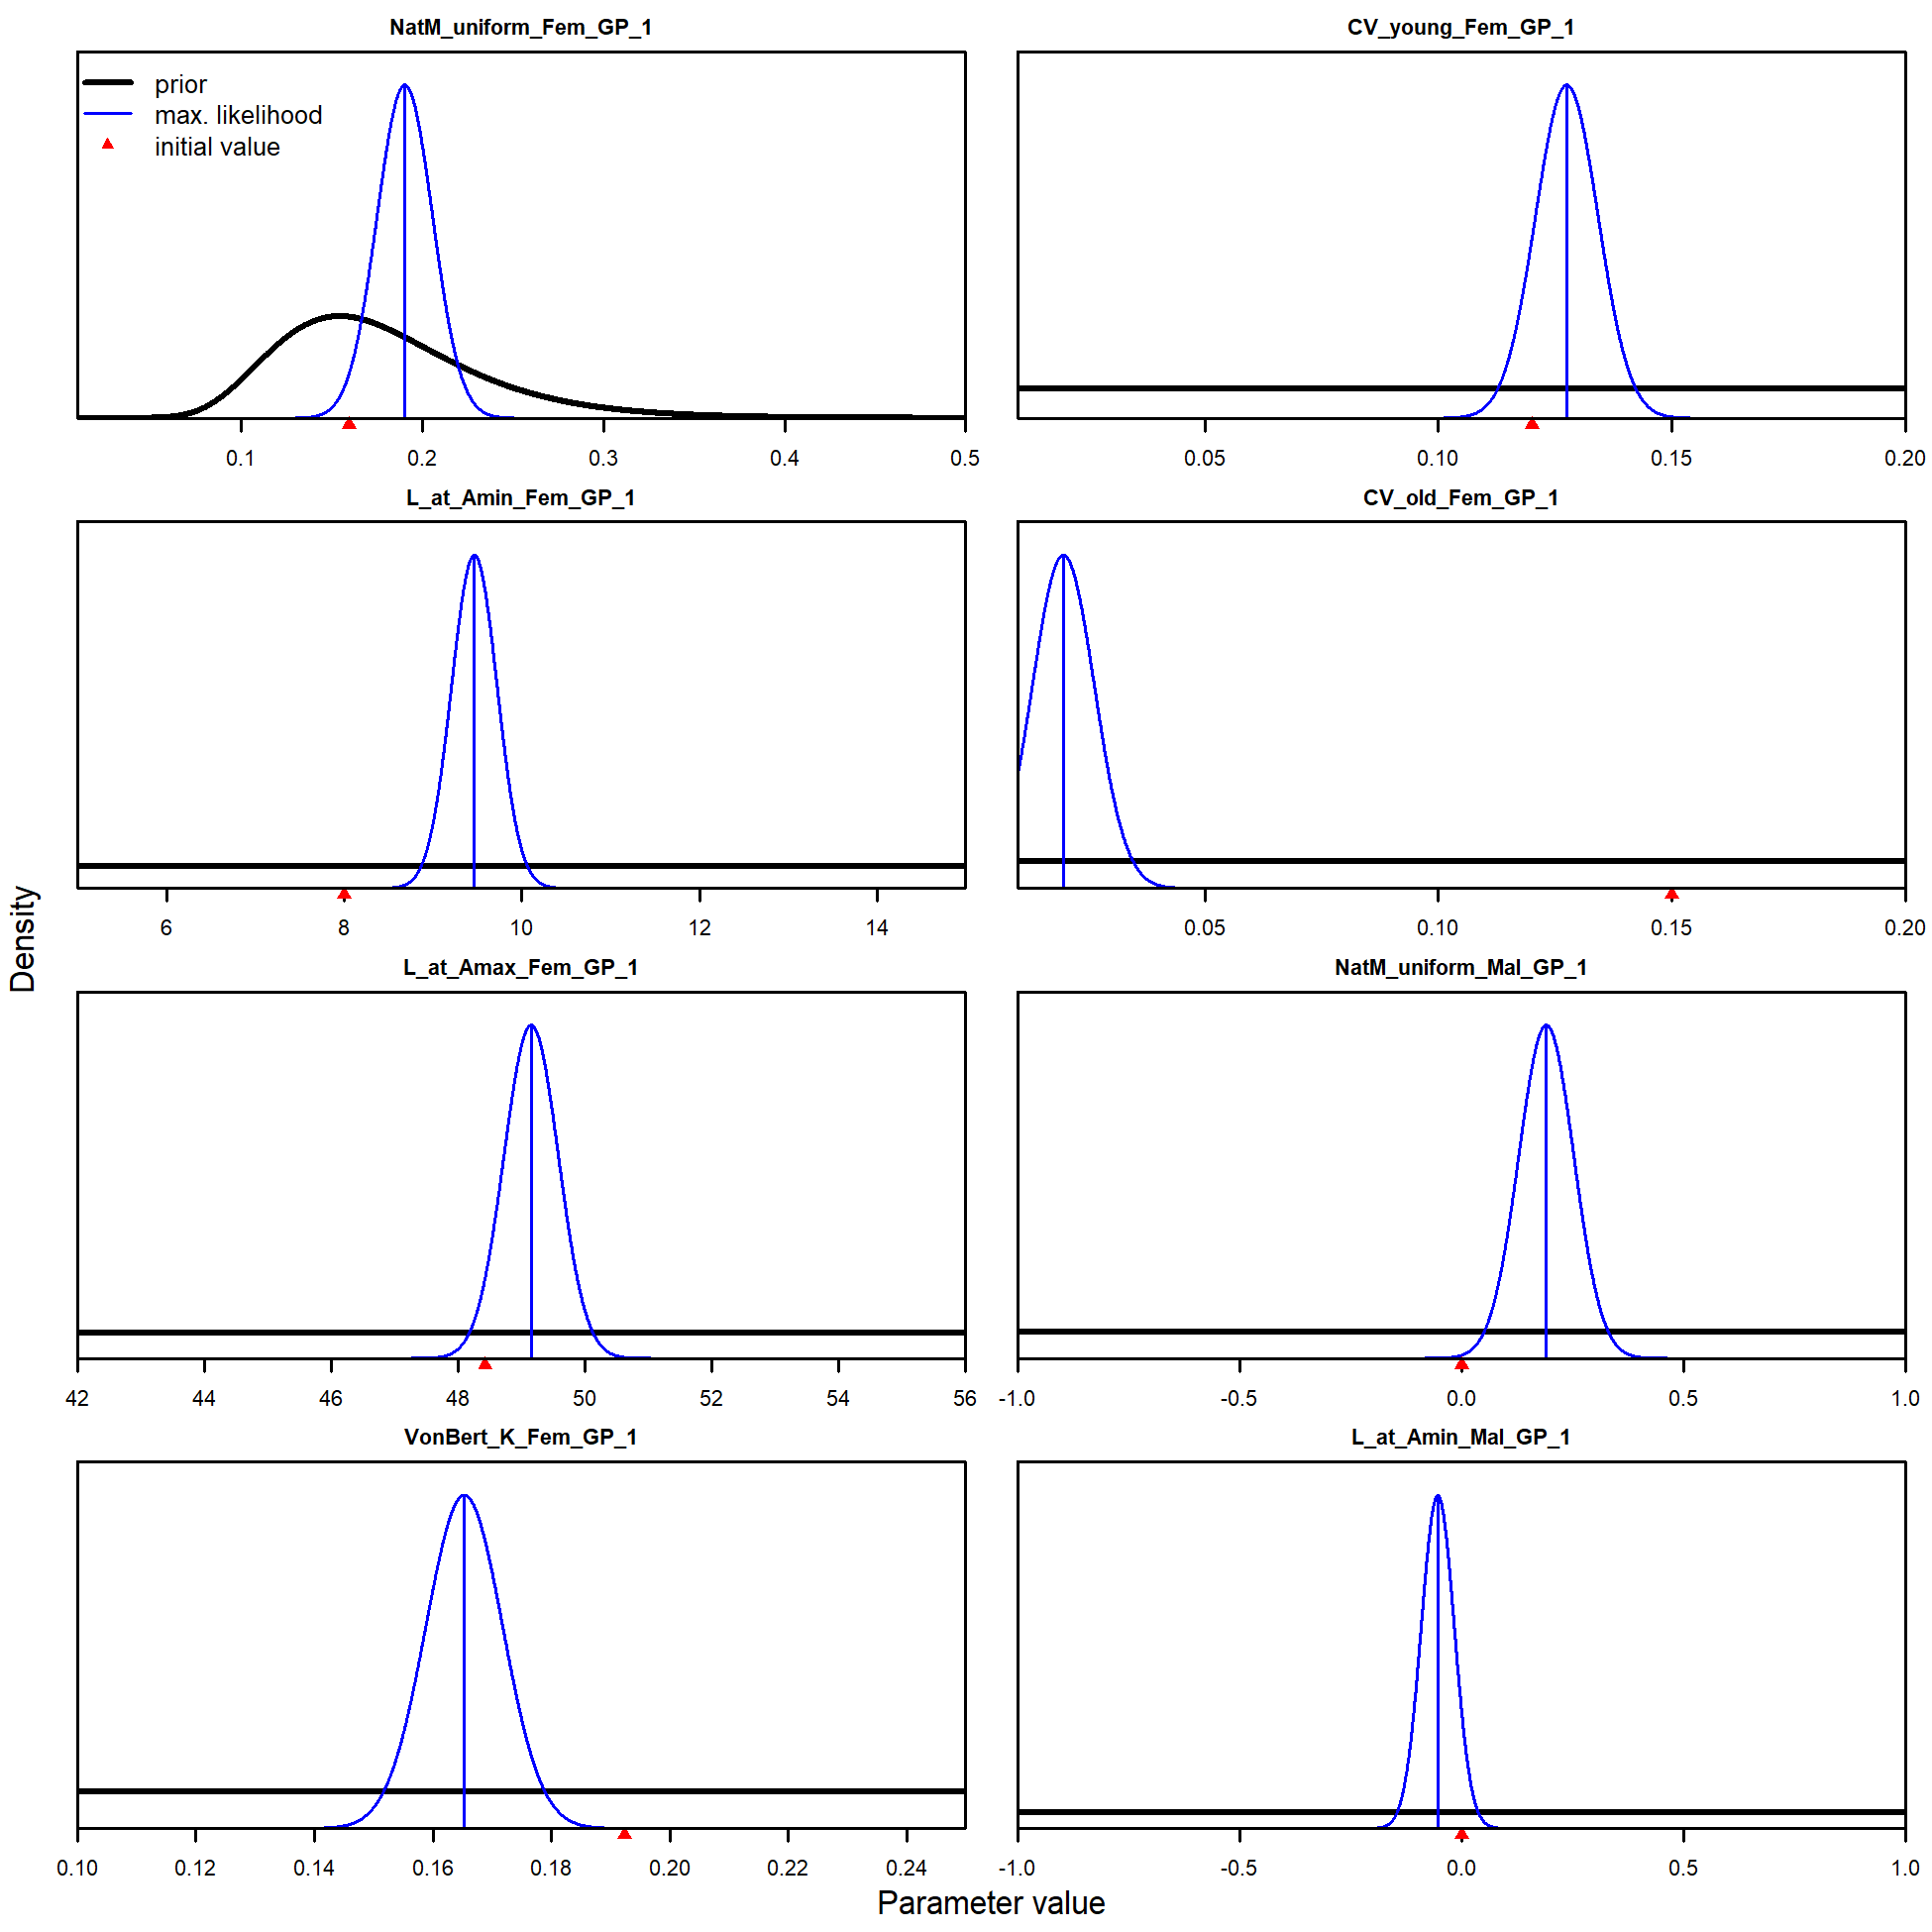 NatM_uniform_Fem_GP_1
prior
max. likelihood
initial value
0.1 0.2 0.3 0.4 0.5
CV_young_Fem_GP_1
0.05 0.10 0.15 0.20
L_at_Amin_Fem_GP_1
6 8 10 12 14
CV_old_Fem_GP_1
0.05 0.10 0.15 0.20
L_at_Amax_Fem_GP_1
42 44 46 48 50 52 54 56
NatM_uniform_Mal_GP_1
-1.0 -0.5 0.0 0.5 1.0
VonBert_K_Fem_GP_1
0.10 0.12 0.14 0.16 0.18 0.20 0.22 0.24
L_at_Amin_Mal_GP_1
-1.0 -0.5 0.0 0.5 1.0
Density
Parameter value